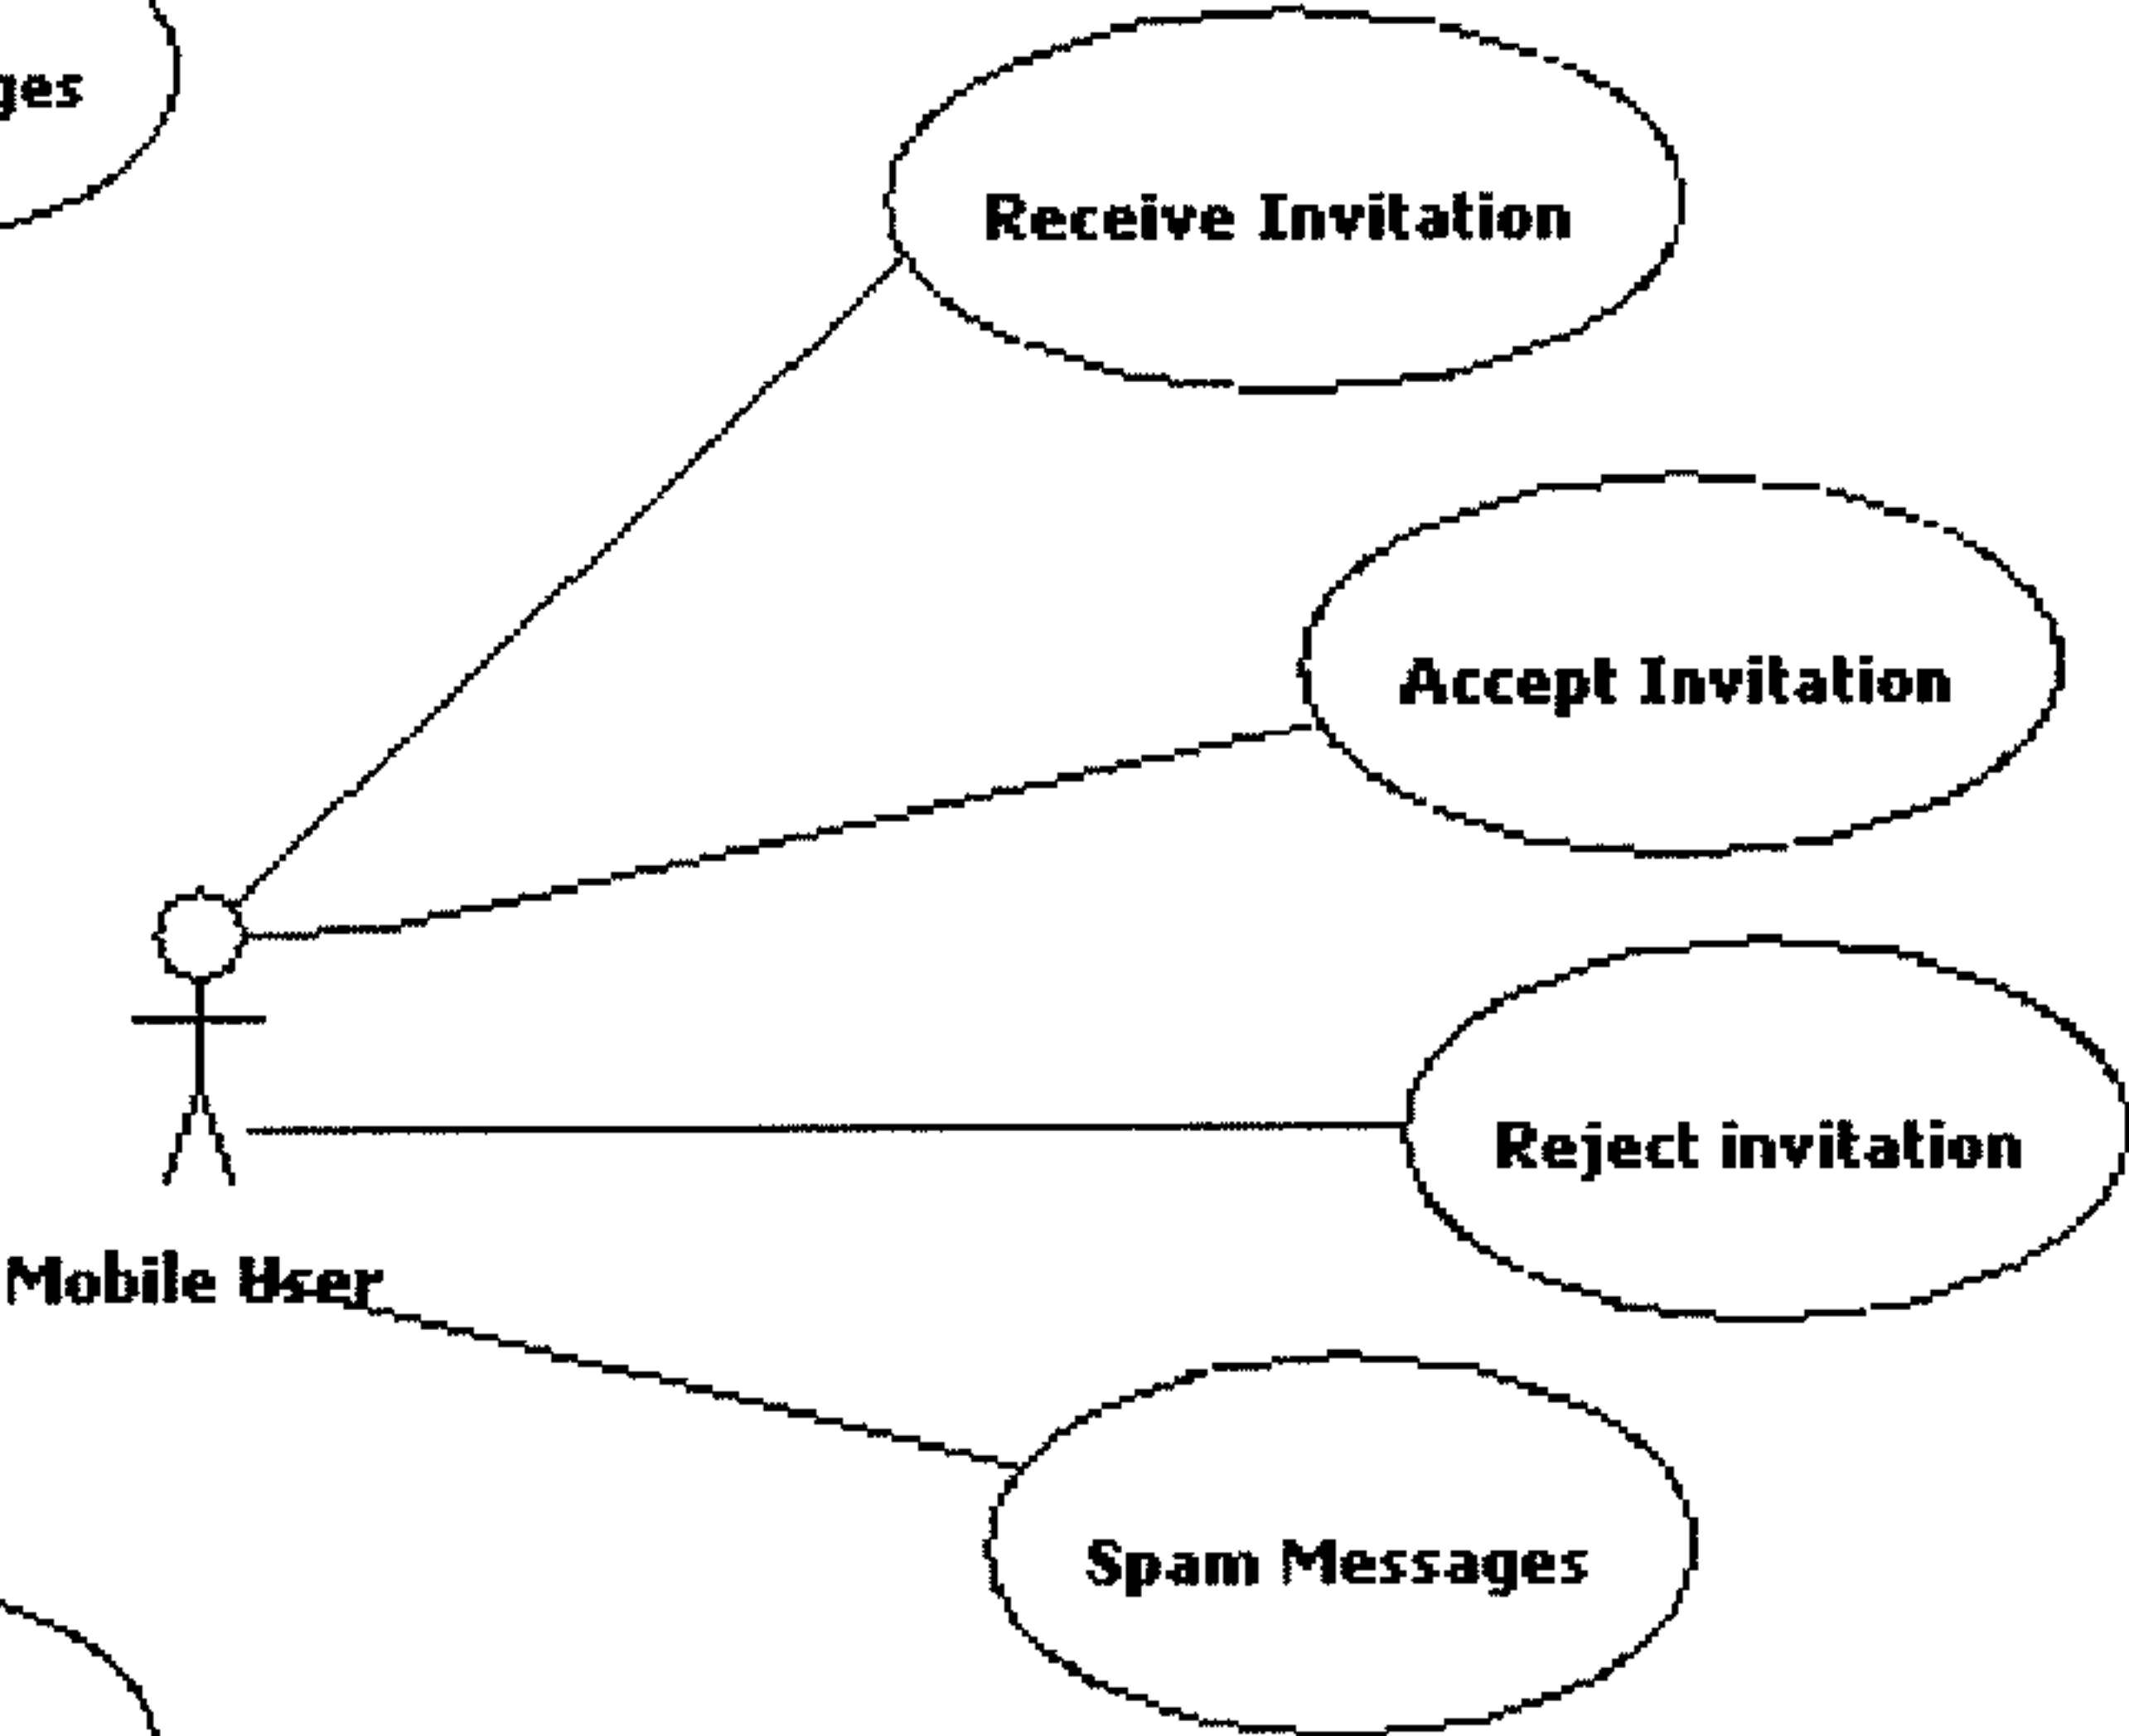 ges
Receive Invitation
Accept Invitation
Reject invitation
Mobile User
Spam Messages